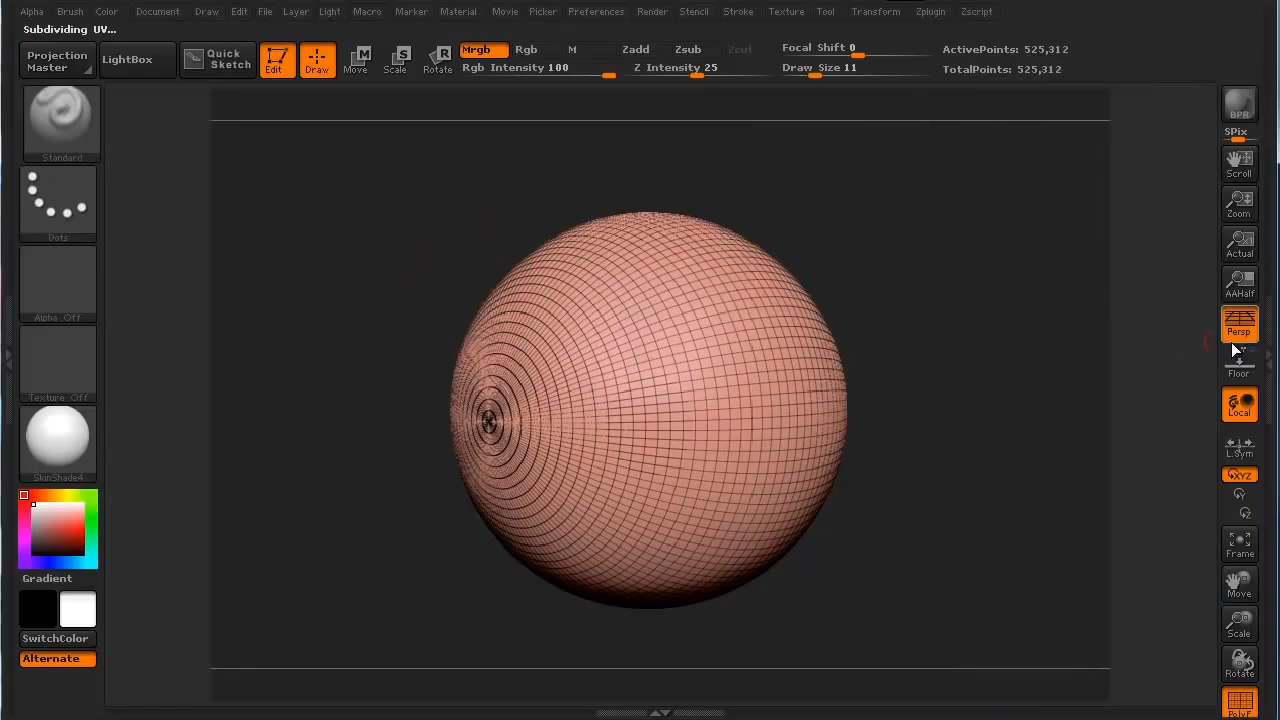 Alpha Brush Color Document Draw Edit File Layer Light Macro Marker Material Movie Picker Preferences Render Stencil Stroke Texture Tool Transform Zplugin Zscript
Subdividing UV...
Projection Master
LightBox
Quick Sketch
Edit
Draw
Move
Scale
Rotate
Mrgb Rgb M Zadd Zsub Zcut
Rgb Intensity 100 Z Intensity 25
Focal Shift 0
Draw Size 11
ActivePoints: 525,312
TotalPoints: 525,312
Standard
Dots
Alpha Off
Texture Off
SkinShade4
Gradient
SwitchColor
Alternate
BPR
SPix
Scroll
Zoom
Actual
AAHalf
Persp
Floor
Local
L.Sym
XYZ
Y
Z
Frame
Move
Scale
Rotate
PolyF